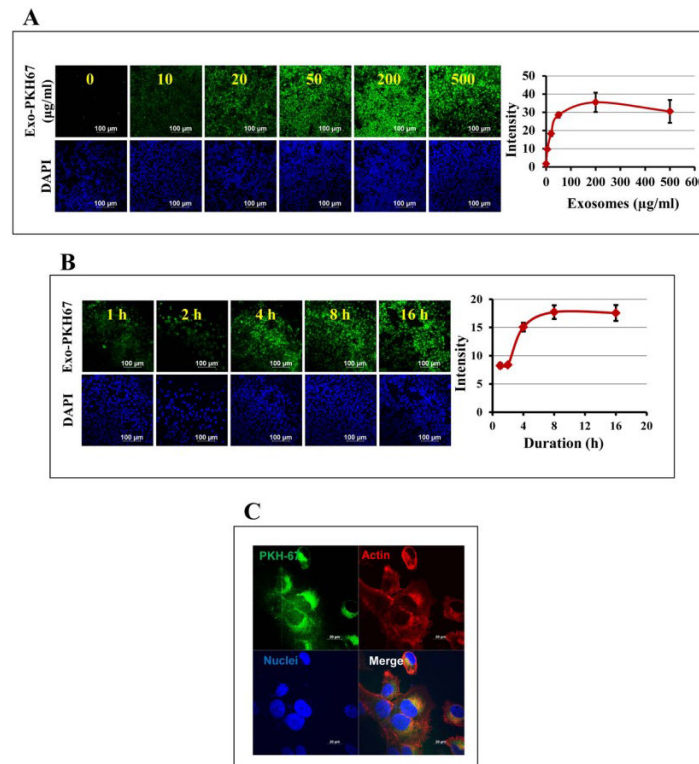 A
Exo-PKH67
(µg/ml)
0 10 20 50 200 500
100 µm 100 µm 100 µm 100 µm 100 µm 100 µm
DAPI
100 µm 100 µm 100 µm 100 µm 100 µm 100 µm
Intensity
50
40
30
20
10
0
0 100 200 300 400 500 600
Exosomes (µg/ml)
B
Exo-PKH67
1 h 2 h 4 h 8 h 16 h
100 µm 100 µm 100 µm 100 µm 100 µm
DAPI
100 µm 100 µm 100 µm 100 µm 100 µm
Intensity
20
15
10
5
0
0 4 8 12 16 20
Duration (h)
C
PKH-67 Actin
Nuclei Merge